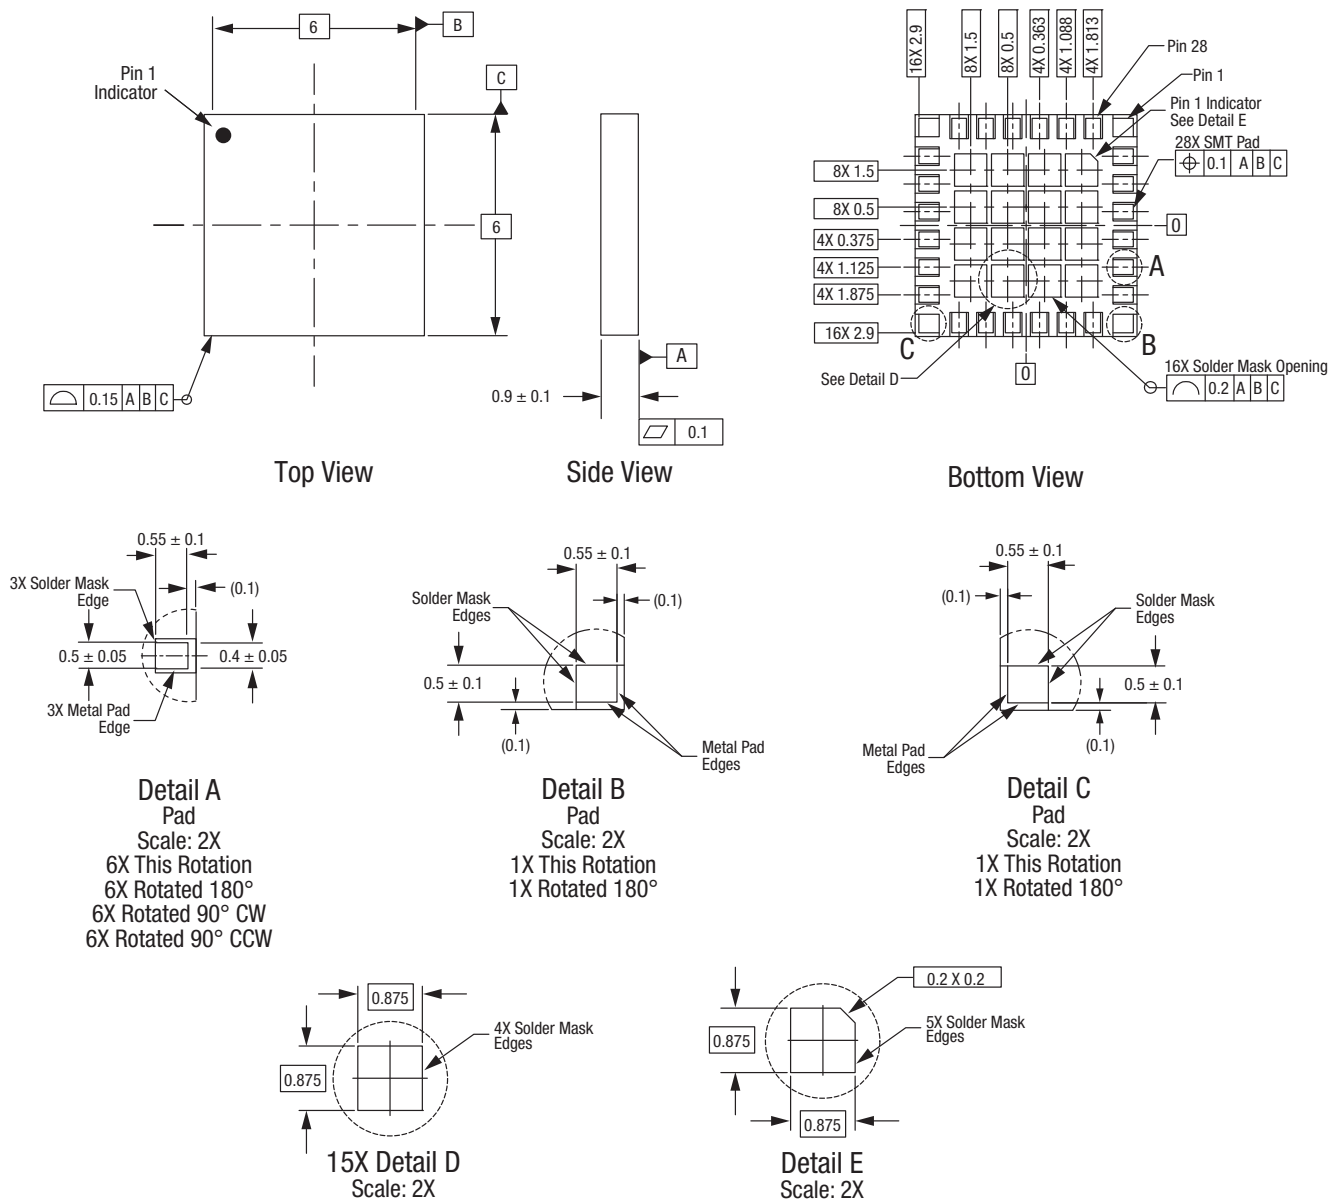 6
B
C
Pin 1
Indicator
6
0.15 A B C
Top View
0.9 ± 0.1
A
0.1
Side View
16X 2.9
8X 1.5
8X 0.5
4X 0.363
4X 1.088
4X 1.813
Pin 28
Pin 1
Pin 1 Indicator
See Detail E
28X SMT Pad
0.1 A B C
8X 1.5
8X 0.5
4X 0.375
4X 1.125
4X 1.875
16X 2.9
0
A
B
C
See Detail D
0
16X Solder Mask Opening
0.2 A B C
Bottom View
0.55 ± 0.1
3X Solder Mask
Edge
(0.1)
0.5 ± 0.05
0.4 ± 0.05
3X Metal Pad
Edge
Detail A
Pad
Scale: 2X
6X This Rotation
6X Rotated 180°
6X Rotated 90° CW
6X Rotated 90° CCW
0.55 ± 0.1
Solder Mask
Edges
(0.1)
0.5 ± 0.1
(0.1)
Metal Pad
Edges
Detail B
Pad
Scale: 2X
1X This Rotation
1X Rotated 180°
0.55 ± 0.1
(0.1)
Solder Mask
Edges
0.5 ± 0.1
Metal Pad
Edges
(0.1)
Detail C
Pad
Scale: 2X
1X This Rotation
1X Rotated 180°
0.875
4X Solder Mask
Edges
0.875
15X Detail D
Scale: 2X
0.2 X 0.2
5X Solder Mask
Edges
0.875
0.875
Detail E
Scale: 2X